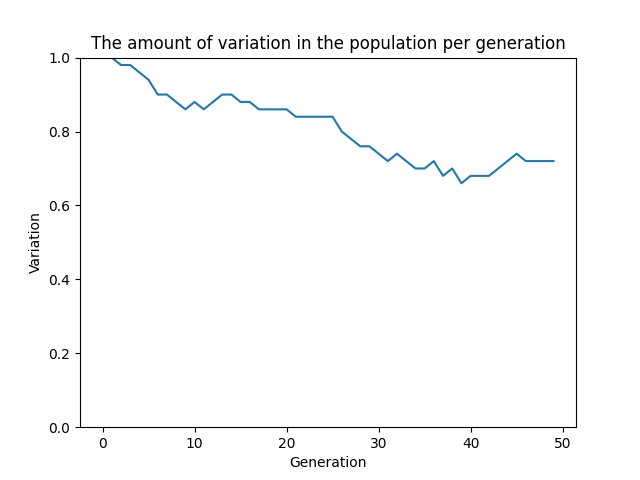 The amount of variation in the population per generation
1.0
0.8
0.6
0.4
0.2
0.0
Variation
0 10 20 30 40 50
Generation